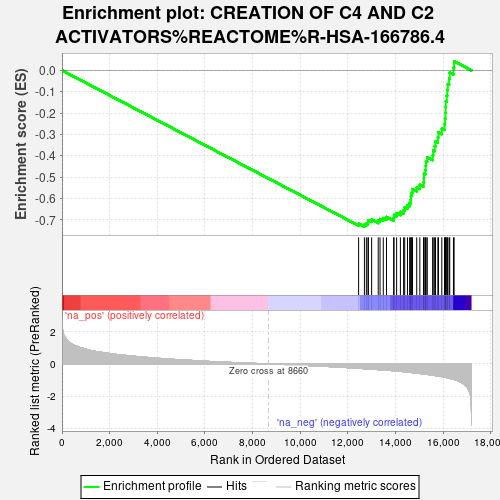 Enrichment plot: CREATION OF C4 AND C2
ACTIVATORS%REACTOME%R-HSA-166786.4
Enrichment score (ES)
0.0
-0.1
-0.2
-0.3
-0.4
-0.5
-0.6
-0.7
'na_pos' (positively correlated)
Ranked list metric (PreRanked)
2
0
-2
-4
Zero cross at 8660
'na_neg' (negatively correlated)
0
2,000
4,000
6,000
8,000
10,000
12,000
14,000
16,000
18,000
Rank in Ordered Dataset
Enrichment profile
Hits
Ranking metric scores